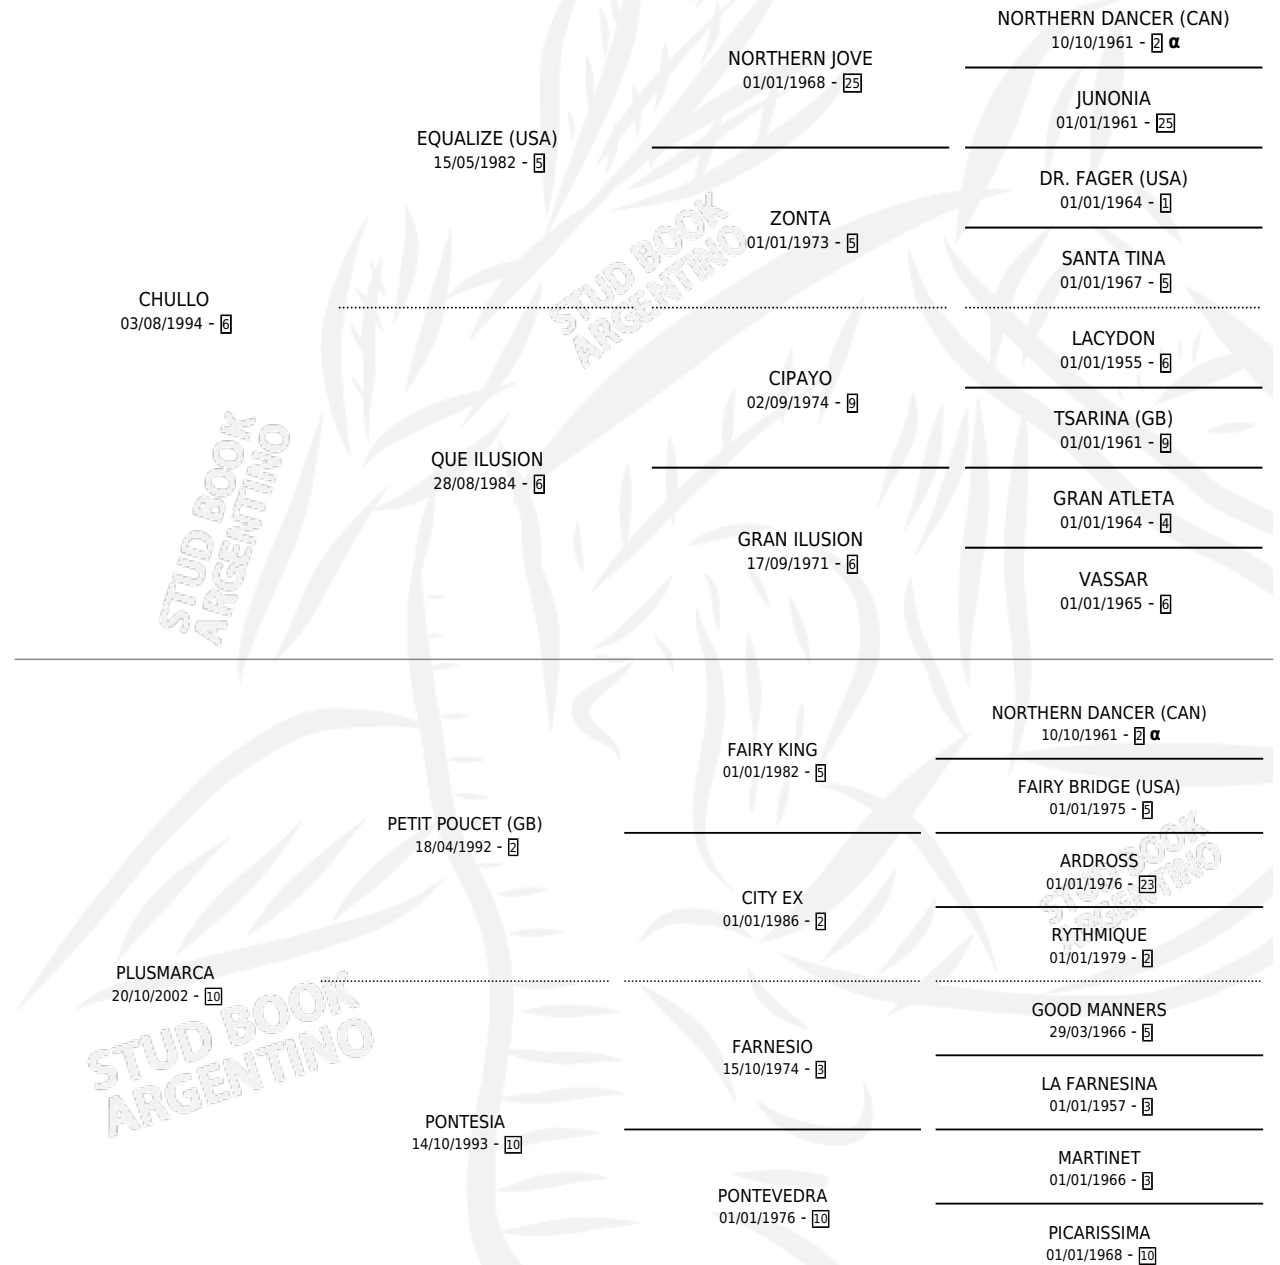 NORTHERN DANCER (CAN)
10/10/1961 - 2 α
NORTHERN JOVE
01/01/1968 - 25
JUNONIA
01/01/1961 - 25
EQUALIZE (USA)
15/05/1982 - 5
DR. FAGER (USA)
01/01/1964 - 1
ZONTA
01/01/1973 - 5
SANTA TINA
01/01/1967 - 5
STUD BOOK
ARGENTINO
CHULLO
03/08/1994 - 6
LACYDON
01/01/1955 - 6
CIPAYO
02/09/1974 - 9
TSARINA (GB)
01/01/1961 - 9
QUE ILUSION
28/08/1984 - 6
GRAN ATLETA
01/01/1964 - 4
GRAN ILUSION
17/09/1971 - 6
VASSAR
01/01/1965 - 6
STUD BOOK
ARGENTINO
NORTHERN DANCER (CAN)
10/10/1961 - 2 α
FAIRY KING
01/01/1982 - 5
FAIRY BRIDGE (USA)
01/01/1975 - 5
PETIT POUCET (GB)
18/04/1992 - 2
ARDROSS
01/01/1976 - 23
CITY EX
01/01/1986 - 2
RYTHMIQUE
01/01/1979 - 2
STUD BOOK
ARGENTINO
PLUSMARCA
20/10/2002 - 10
GOOD MANNERS
29/03/1966 - 5
FARNESIO
15/10/1974 - 3
LA FARNESINA
01/01/1957 - 3
STUD BOOK
ARGENTINO
PONTESIA
14/10/1993 - 10
MARTINET
01/01/1966 - 3
PONTEVEDRA
01/01/1976 - 10
PICARISSIMA
01/01/1968 - 10